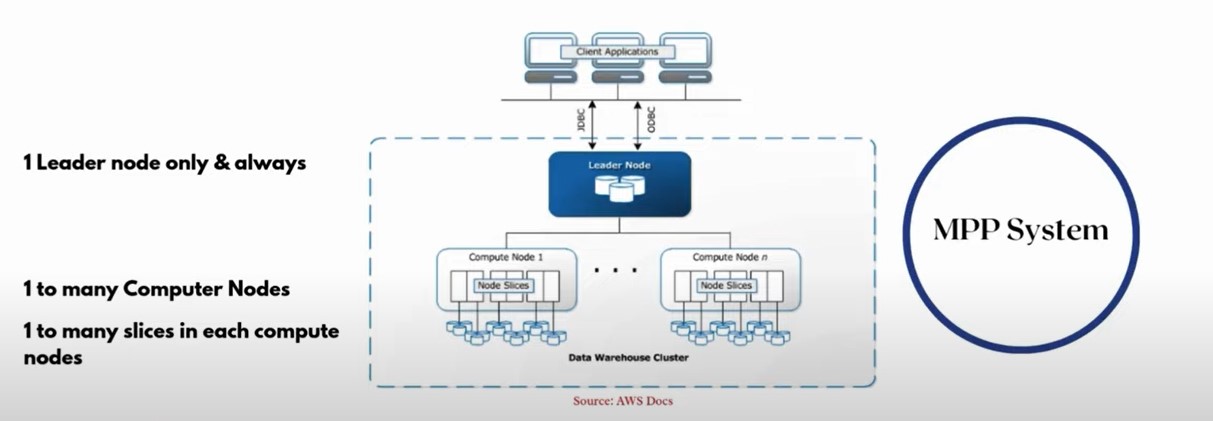 Client Applications
JDBC
ODBC
1 Leader node only & always
Leader Node
MPP System
Compute Node 1
Compute Node n
1 to many Computer Nodes
Node Slices
Node Slices
1 to many slices in each compute
nodes
Data Warehouse Cluster
Source: AWS Docs